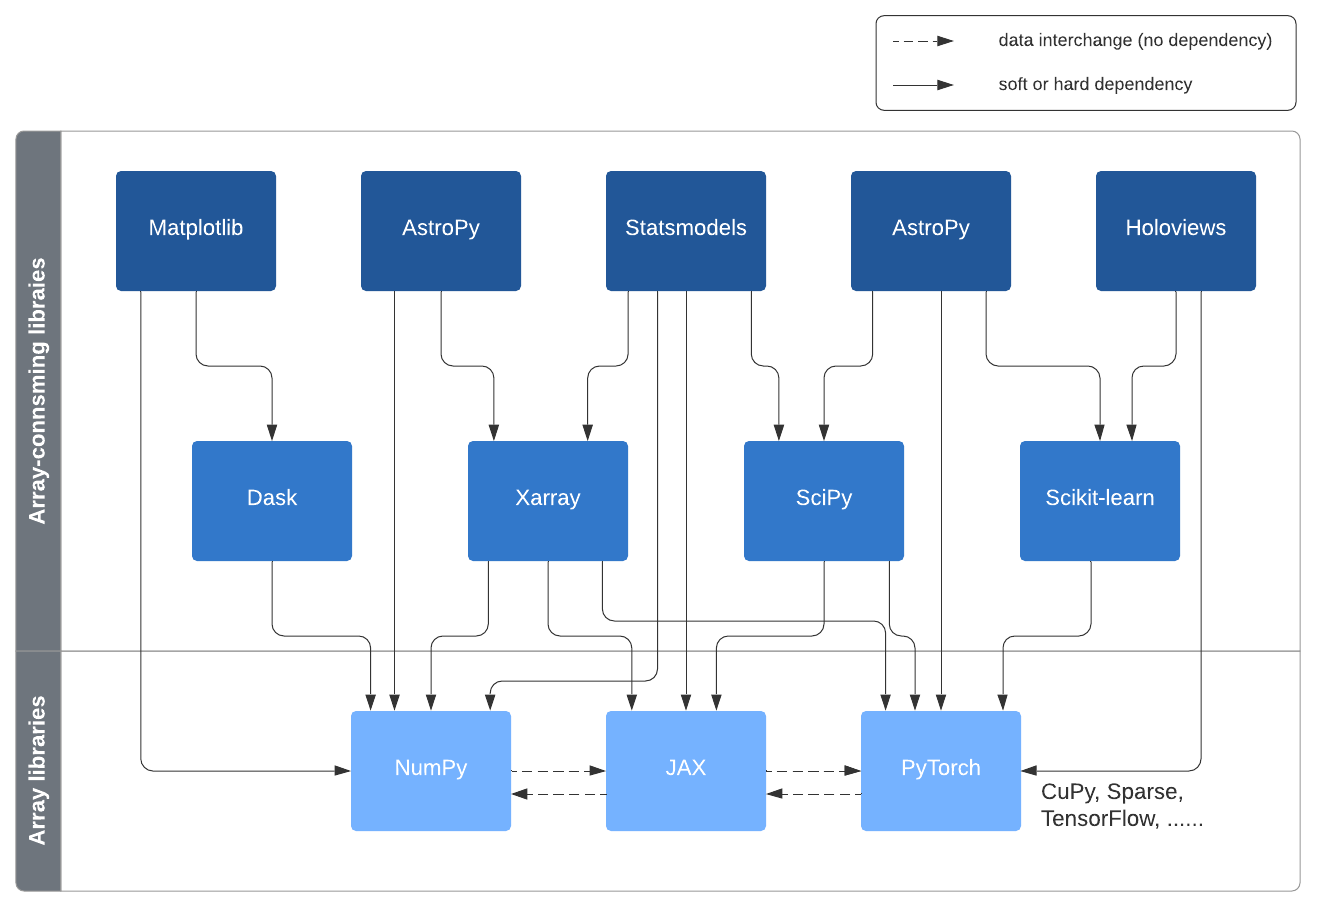 data interchange (no dependency)
soft or hard dependency
Array-connsming libraies
Matplotlib
AstroPy
Statsmodels
AstroPy
Holoviews
Dask
Xarray
SciPy
Scikit-learn
Array libraries
NumPy
JAX
PyTorch
CuPy, Sparse,
TensorFlow, ......